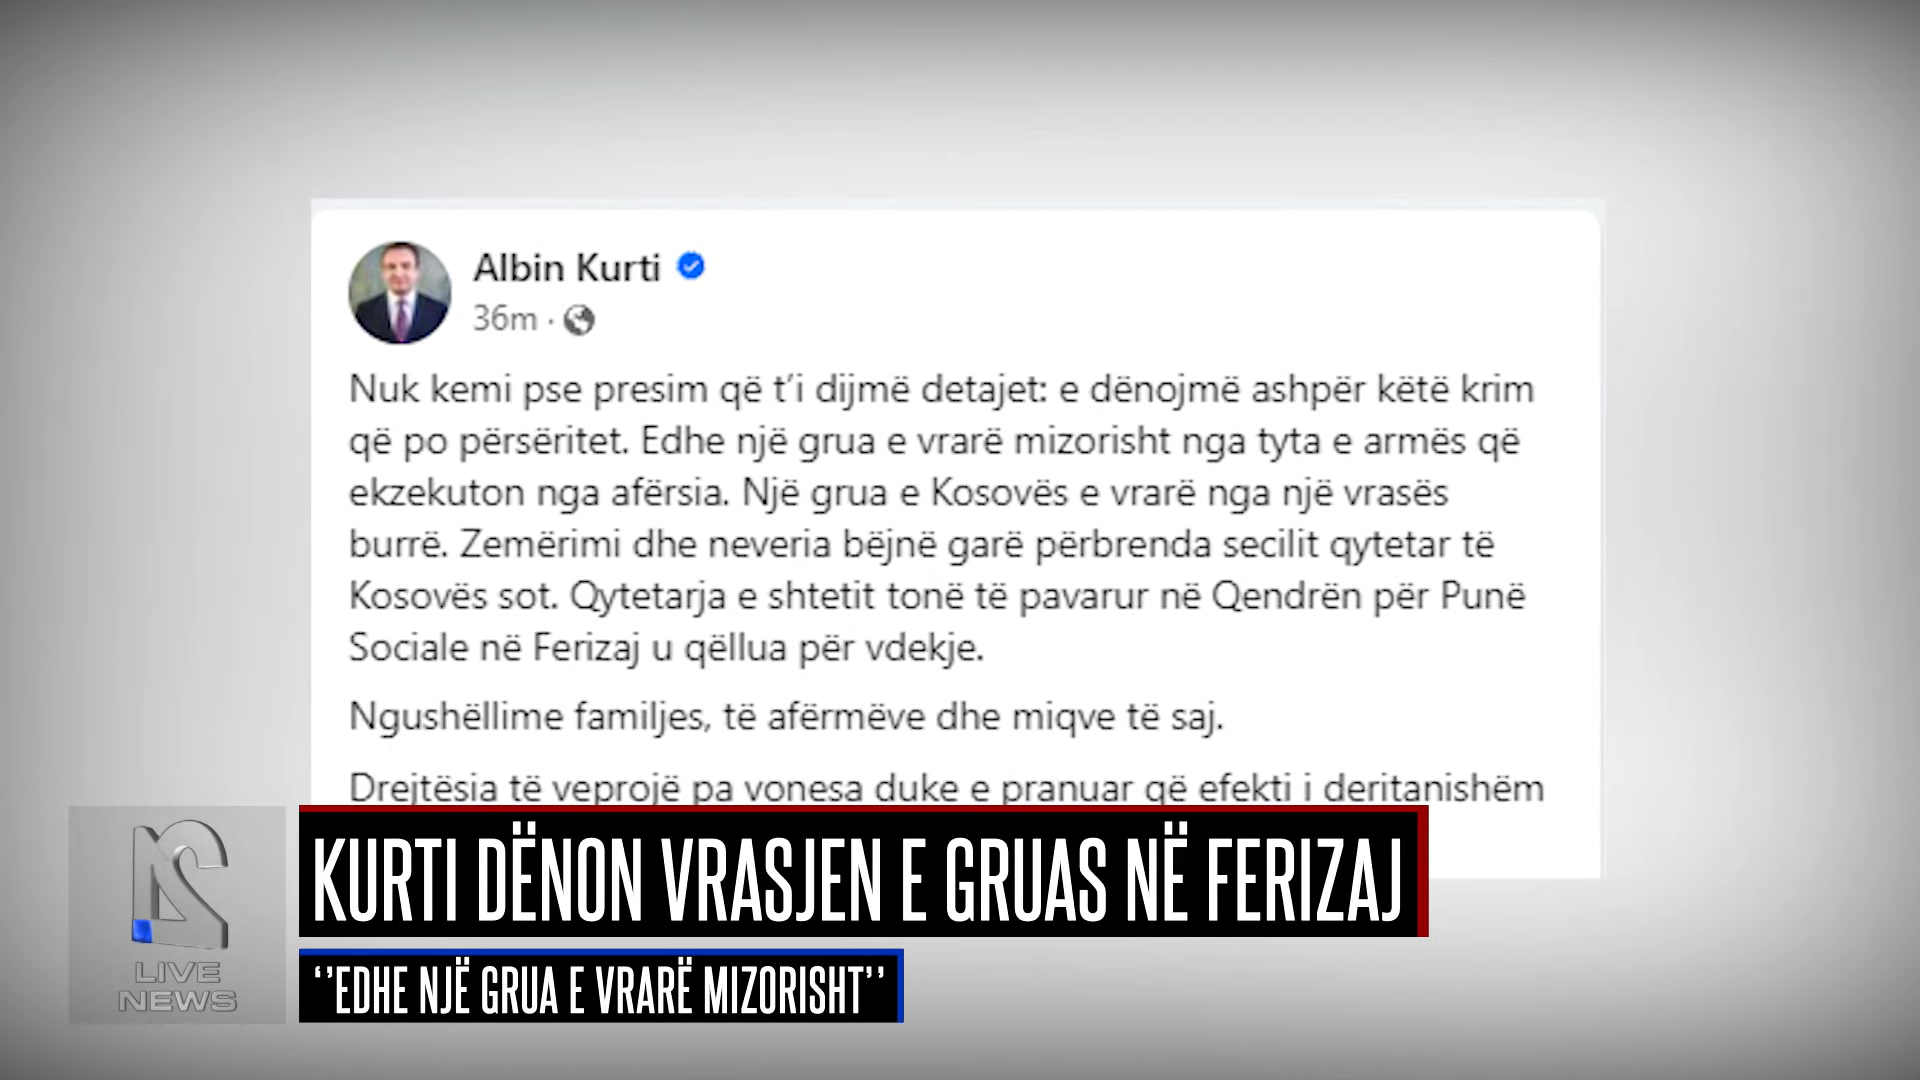 Albin Kurti
36m ·
Nuk kemi pse presim që t’i dijmë detajet: e dënojmë ashpër këtë krim
që po përsëritet. Edhe një grua e vrarë mizorisht nga tyta e armës që
ekzekuton nga afërsia. Një grua e Kosovës e vrarë nga një vrasës
burrë. Zemërimi dhe neveria bëjnë garë përbrenda secilit qytetar të
Kosovës sot. Qytetarja e shtetit tonë të pavarur në Qendrën për Punë
Sociale në Ferizaj u qëllua për vdekje.
Ngushëllime familjes, të afërmëve dhe miqve të saj.
Drejtësia të veprojë pa vonesa duke e pranuar që efekti i deritanishëm
KURTI DËNON VRASJEN E GRUAS NË FERIZAJ
‘’EDHE NJË GRUA E VRARË MIZORISHT’’
LIVE
NEWS